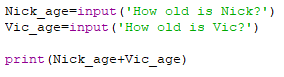 Nick_age=input('How old is Nick?')
Vic_age=input('How old is Vic?')
print(Nick_age+Vic_age)